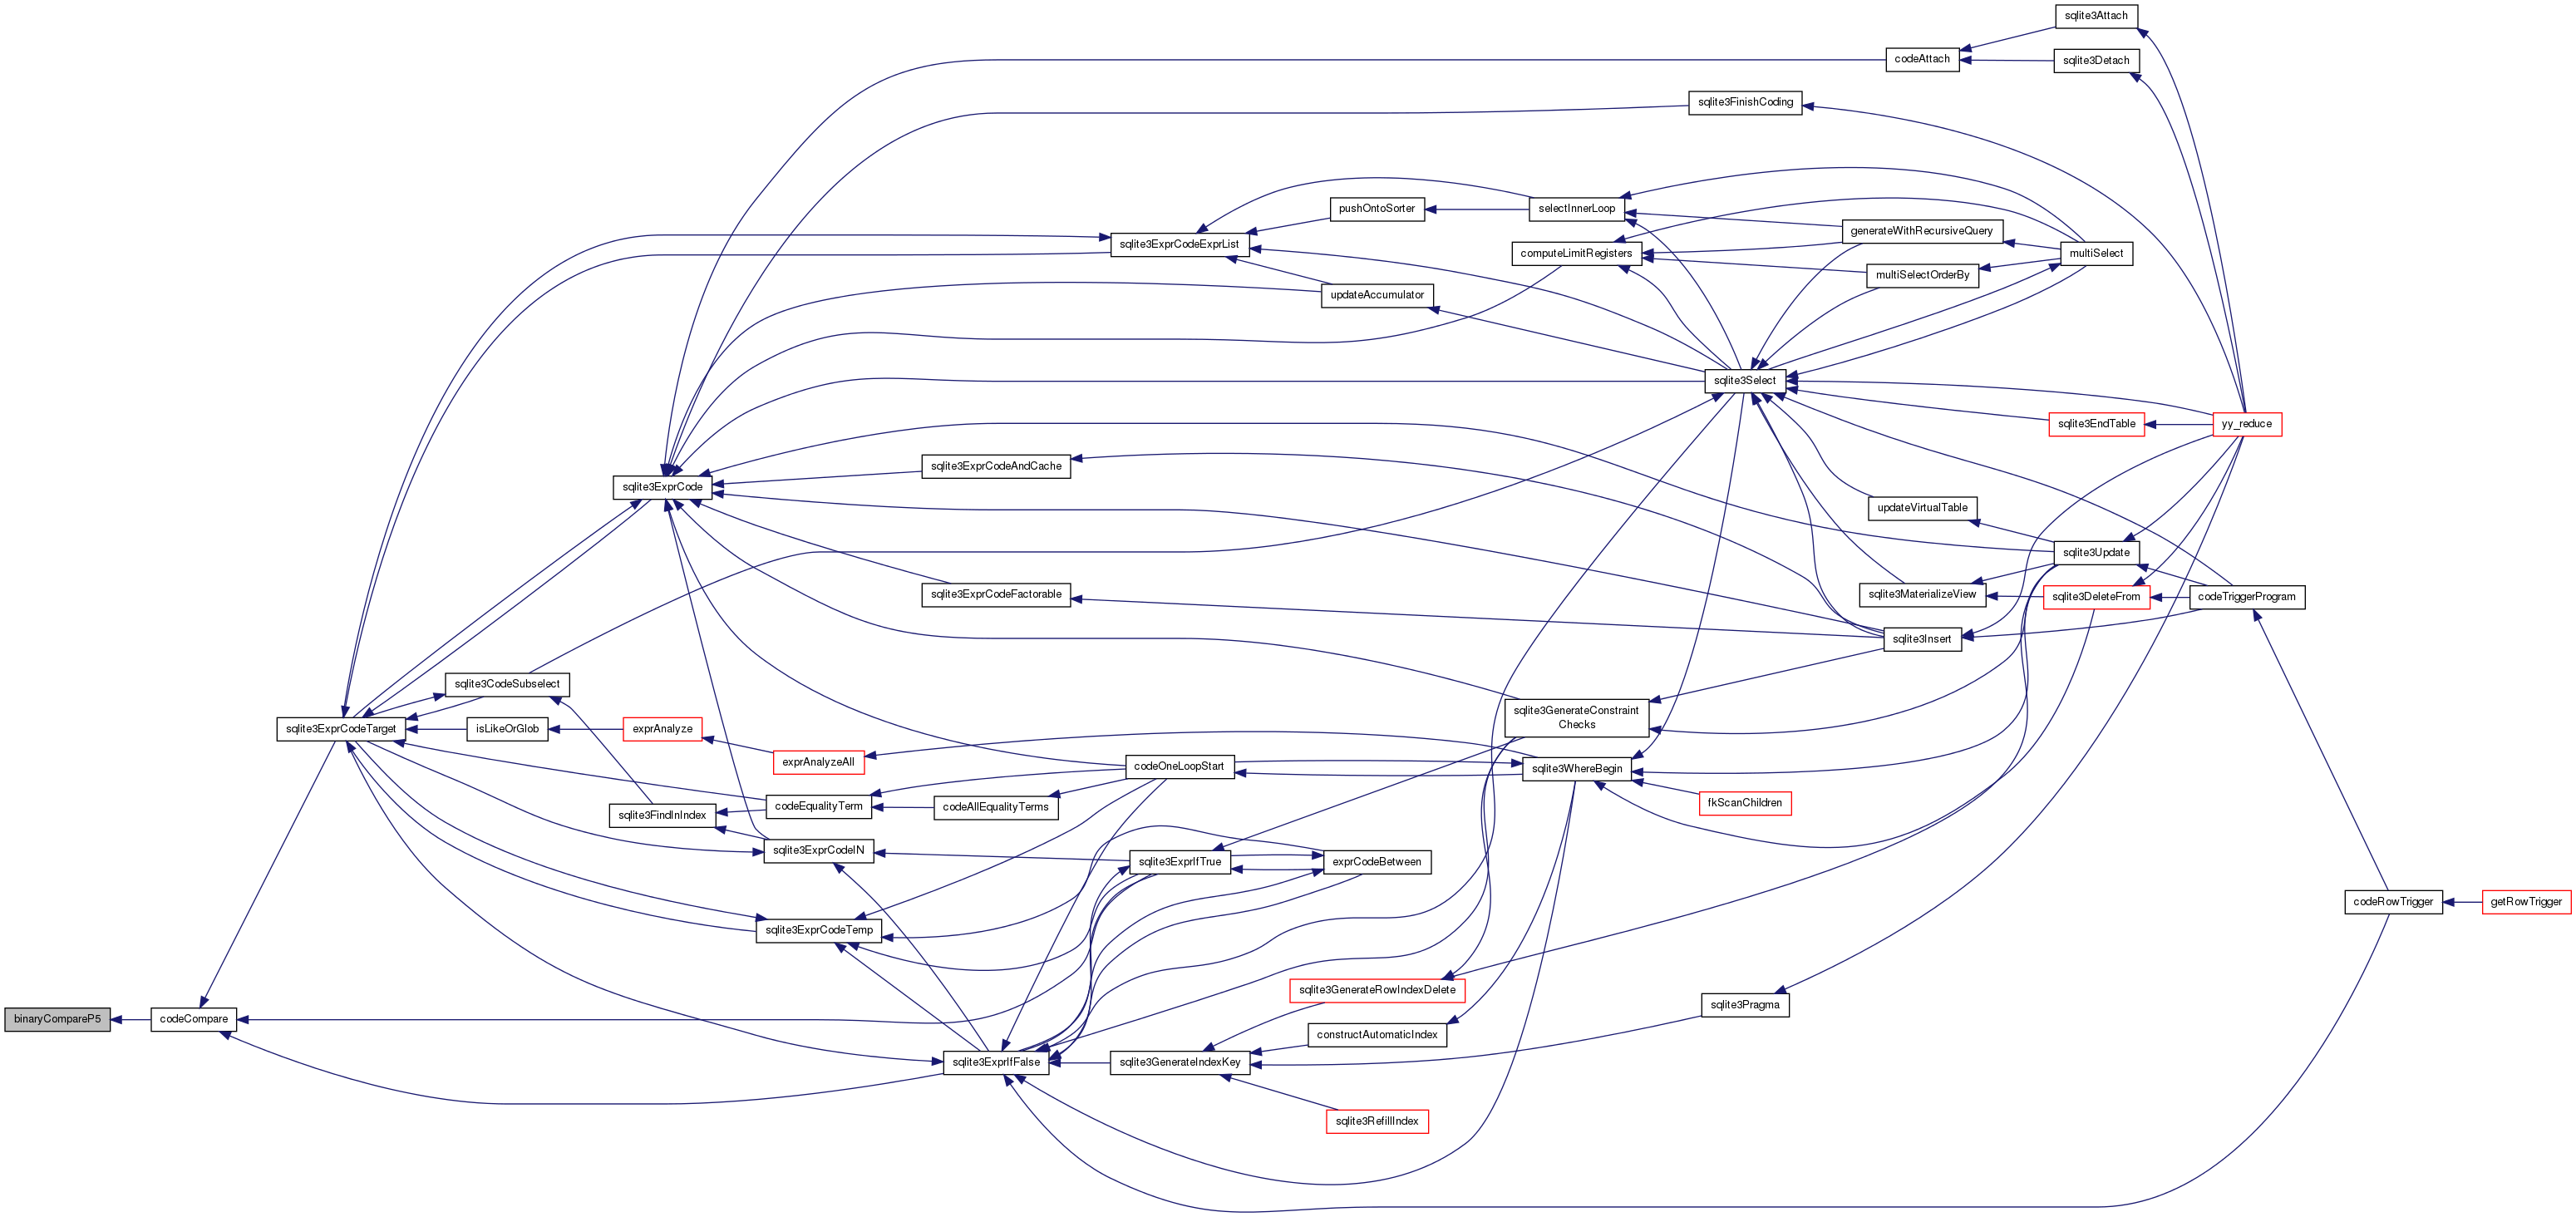 sqlite3Attach
codeAttach
sqlite3Detach
sqlite3FinishCoding
pushOntoSorter
selectInnerLoop
sqlite3ExprCodeExprList
generateWithRecursiveQuery
computeLimitRegisters
multiSelect
multiSelectOrderBy
updateAccumulator
sqlite3Select
sqlite3EndTable
yy_reduce
sqlite3ExprCodeAndCache
sqlite3ExprCode
updateVirtualTable
sqlite3Update
sqlite3ExprCodeFactorable
sqlite3MaterializeView
sqlite3DeleteFrom
codeTriggerProgram
sqlite3Insert
sqlite3CodeSubselect
sqlite3GenerateConstraint
Checks
sqlite3ExprCodeTarget
isLikeOrGlob
exprAnalyze
exprAnalyzeAll
codeOneLoopStart
sqlite3WhereBegin
fkScanChildren
codeEqualityTerm
codeAllEqualityTerms
sqlite3FindInIndex
sqlite3ExprCodeIN
sqlite3ExprIfTrue
exprCodeBetween
codeRowTrigger
getRowTrigger
sqlite3ExprCodeTemp
sqlite3GenerateRowIndexDelete
sqlite3Pragma
binaryCompareP5
codeCompare
constructAutomaticIndex
sqlite3ExprIfFalse
sqlite3GenerateIndexKey
sqlite3RefillIndex